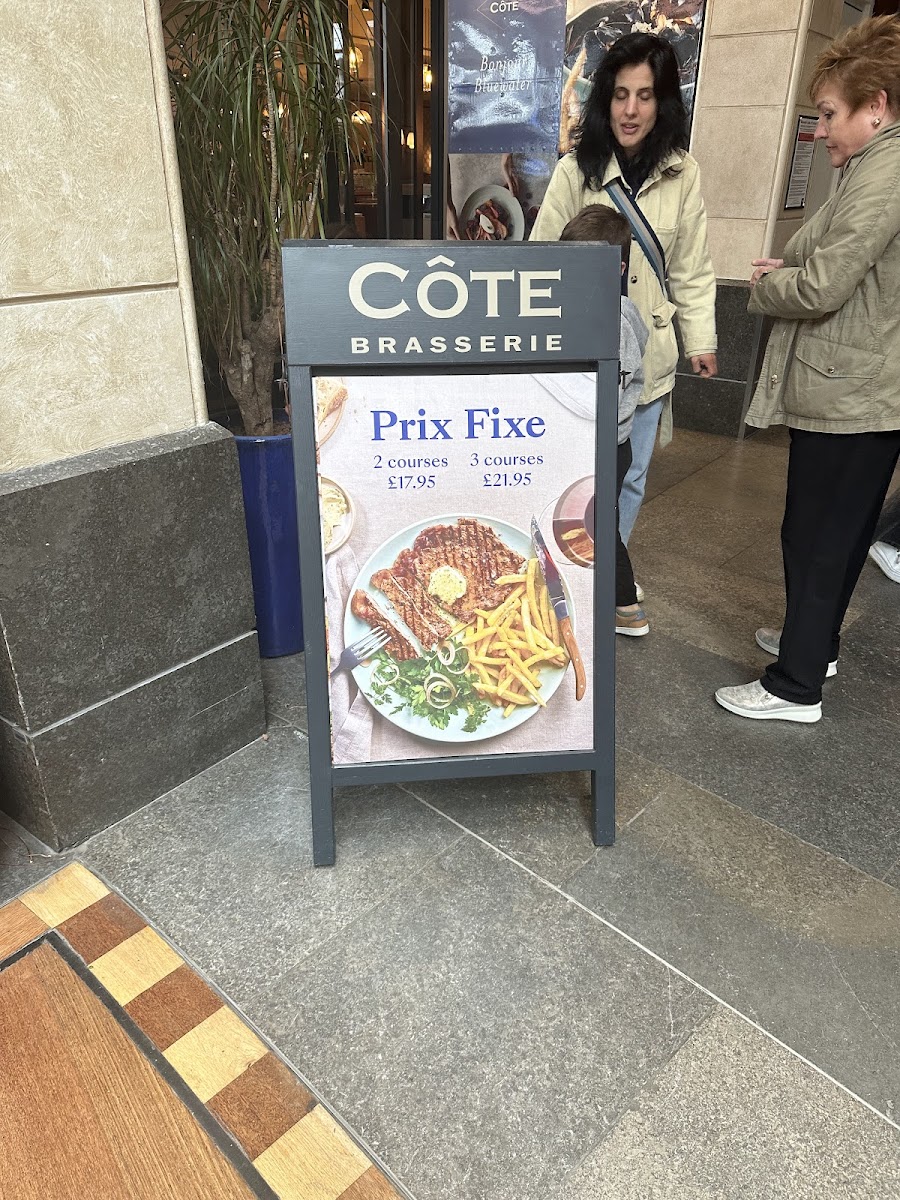 CÔTE
Bonjour
Bluewater
CÔTE
BRASSERIE
Prix Fixe
2 courses 3 courses
£17.95 £21.95